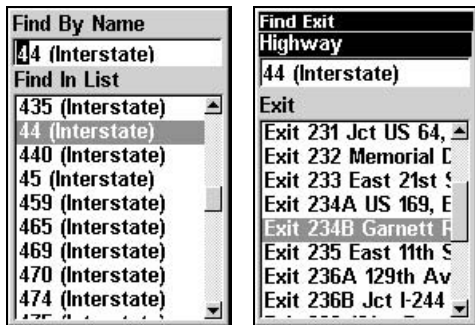 Find By Name
44 (Interstate)
Find In List
435 (Interstate)
44 (Interstate)
440 (Interstate)
45 (Interstate)
459 (Interstate)
465 (Interstate)
469 (Interstate)
470 (Interstate)
474 (Interstate)
Find Exit
Highway
44 (Interstate)
Exit
Exit 231 Jct US 64,
Exit 232 Memorial
Exit 233 East 21st
Exit 234A US 169,
Exit 234B Garnett
Exit 235 East 11th
Exit 236A 129th Av
Exit 236B Jct I-244